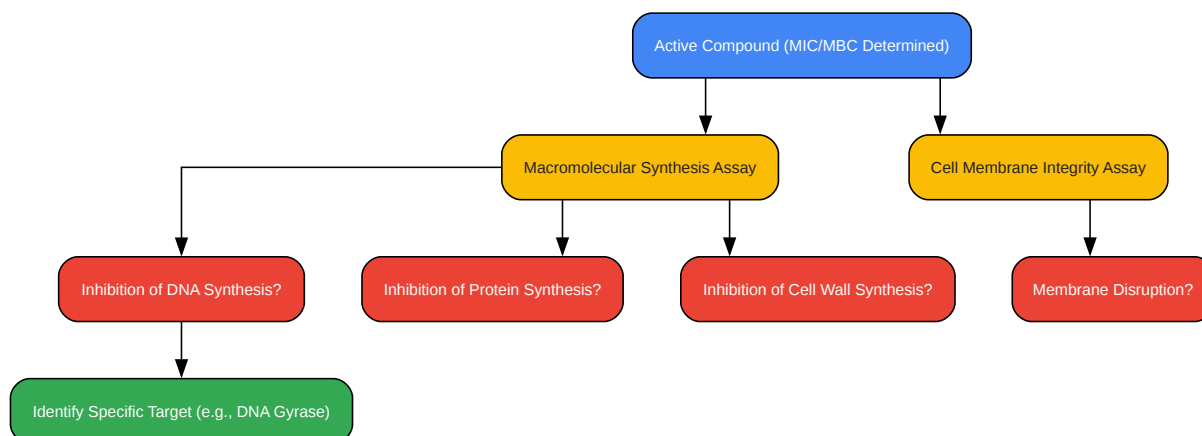 Active Compound (MIC/MBC Determined)
Macromolecular Synthesis Assay
Cell Membrane Integrity Assay
Inhibition of DNA Synthesis?
Inhibition of Protein Synthesis?
Inhibition of Cell Wall Synthesis?
Membrane Disruption?
Identify Specific Target (e.g., DNA Gyrase)